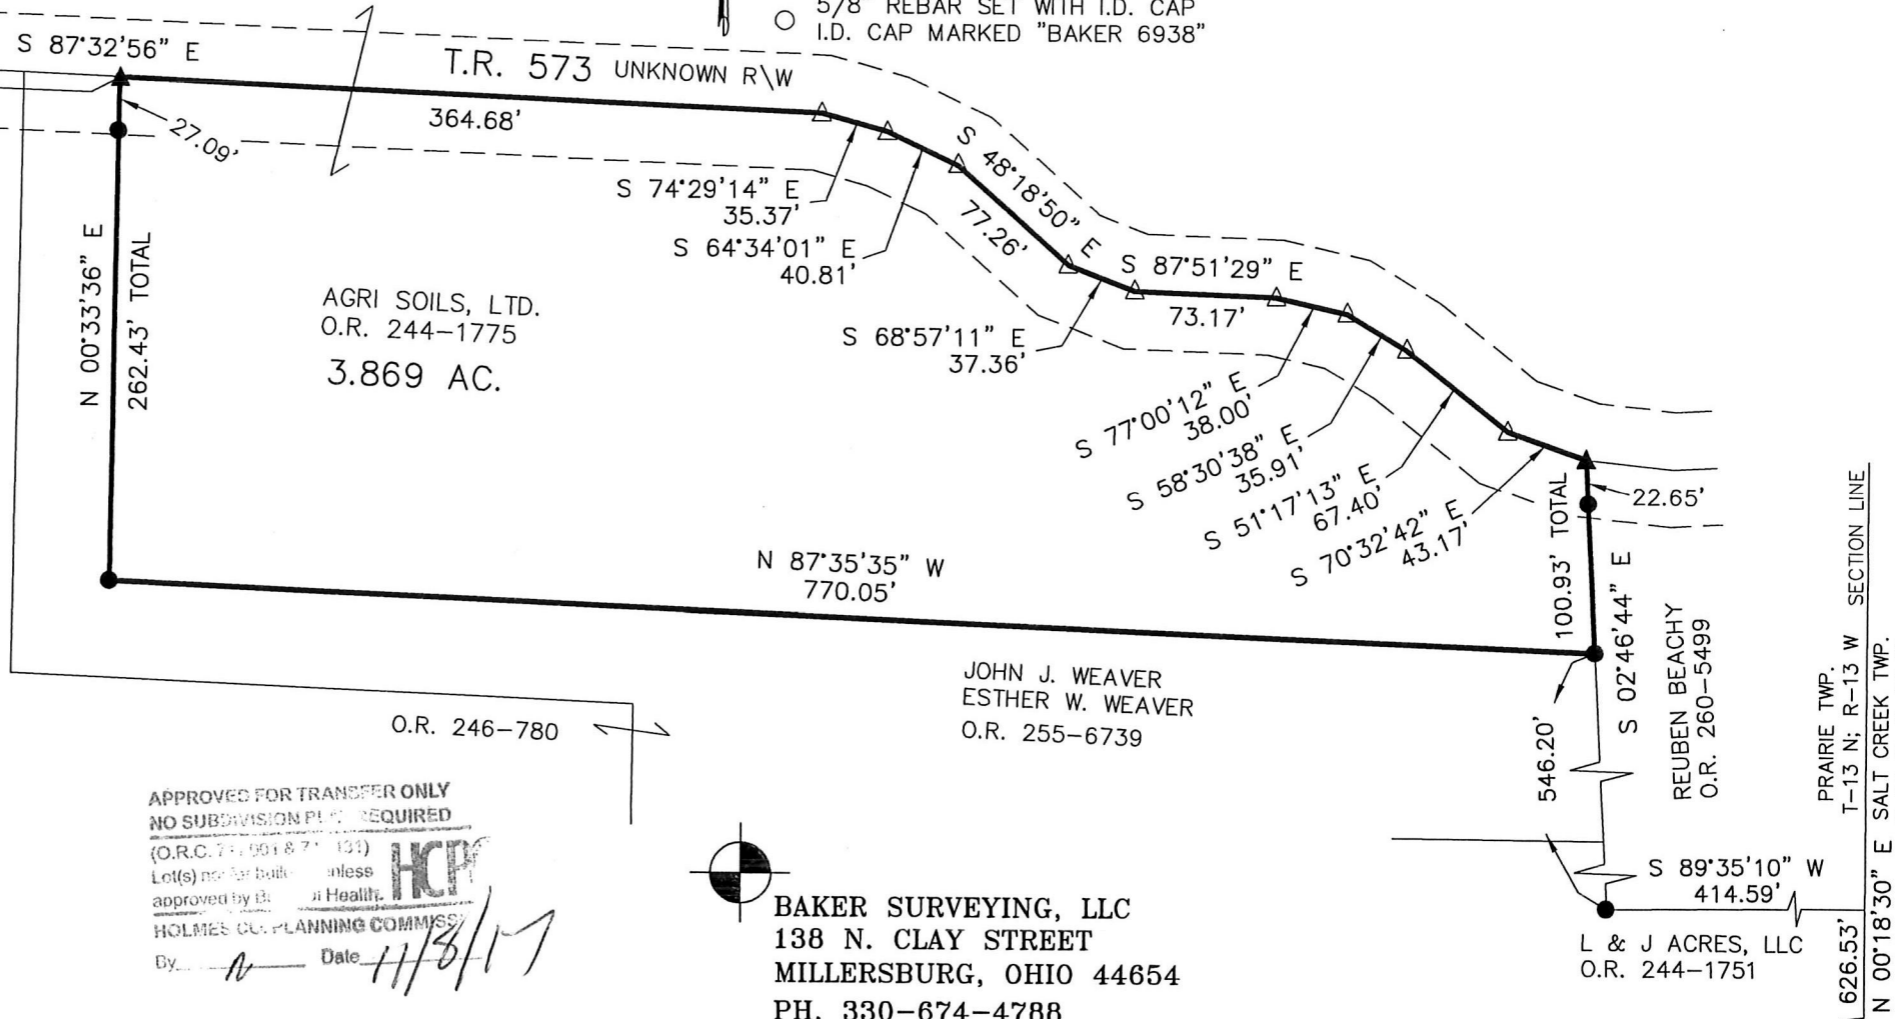 5/8" REBAR SET WITH I.D. CAP
I.D. CAP MARKED "BAKER 6938"
S 87°32'56" E
T.R. 573 UNKNOWN R\W
364.68'
27.09'
S 74°29'14" E
35.37'
S 64°34'01" E
40.81'
S 48°18'50" E
77.26'
S 68°57'11" E
37.36'
S 87°51'29" E
73.17'
S 77°00'12" E
38.00'
S 58°30'38" E
35.91'
S 51°17'13" E
67.40'
S 70°32'42" E
43.17'
22.65'
100.93' TOTAL
S 02°46'44" E
N 00°33'36" E
262.43' TOTAL
AGRI SOILS, LTD.
O.R. 244-1775
3.869 AC.
N 87°35'35" W
770.05'
JOHN J. WEAVER
ESTHER W. WEAVER
O.R. 255-6739
O.R. 246-780
546.20'
REUBEN BEACHY
O.R. 260-5499
PRAIRIE TWP.
T-13 N; R-13 W SECTION LINE
SALT CREEK TWP.
N 00°18'30" E
626.53'
S 89°35'10" W
414.59'
L & J ACRES, LLC
O.R. 244-1751
APPROVED FOR TRANSFER ONLY
NO SUBDIVISION REQUIRED
(O.R.C.
Lot(s)
approved by Health.
HCP
HOLMES CO. PLANNING COMMISS
By Date 11/8/17
BAKER SURVEYING, LLC
138 N. CLAY STREET
MILLERSBURG, OHIO 44654
PH. 330-674-4788